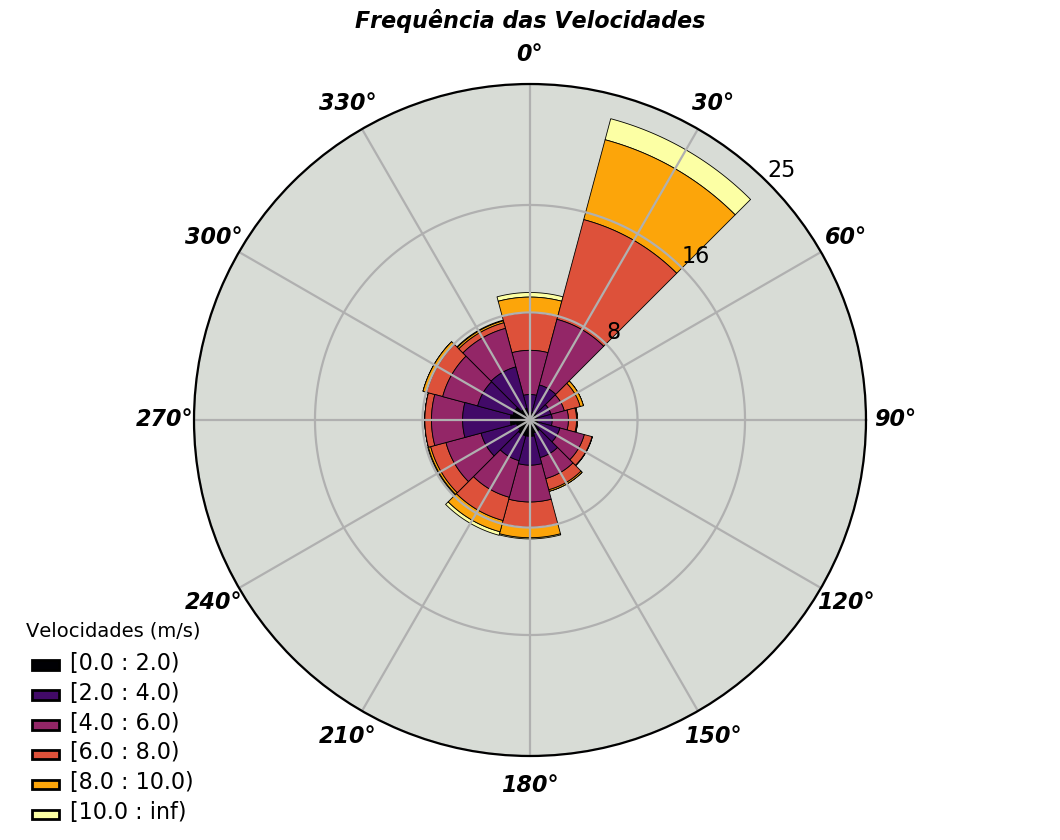 Frequência das Velocidades
0°
330°
30°
25
300°
60°
16
8
270°
90°
240°
120°
210°
150°
180°
Velocidades (m/s)
[0.0 : 2.0)
[2.0 : 4.0)
[4.0 : 6.0)
[6.0 : 8.0)
[8.0 : 10.0)
[10.0 : inf)